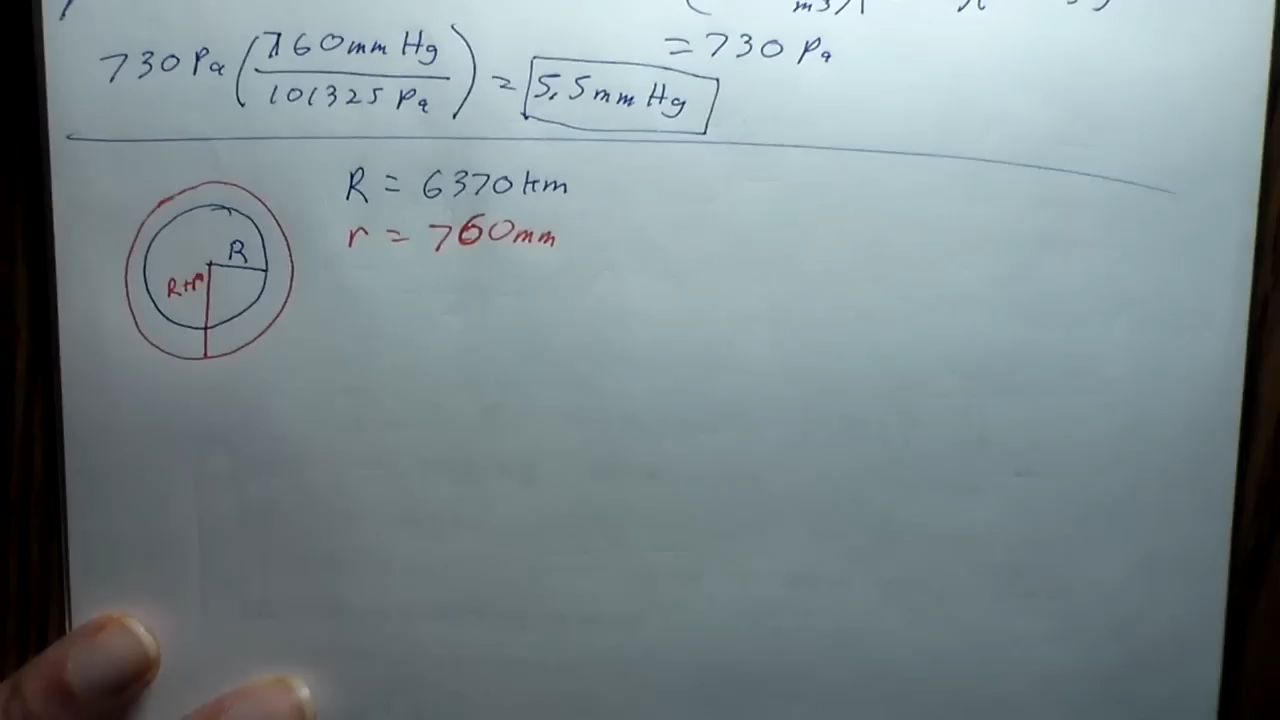 = 730 Pa
730 Pa (760 mm Hg / 101325 Pa) = 5.5 mm Hg
R = 6370 km
r = 760 mm
R
R+r